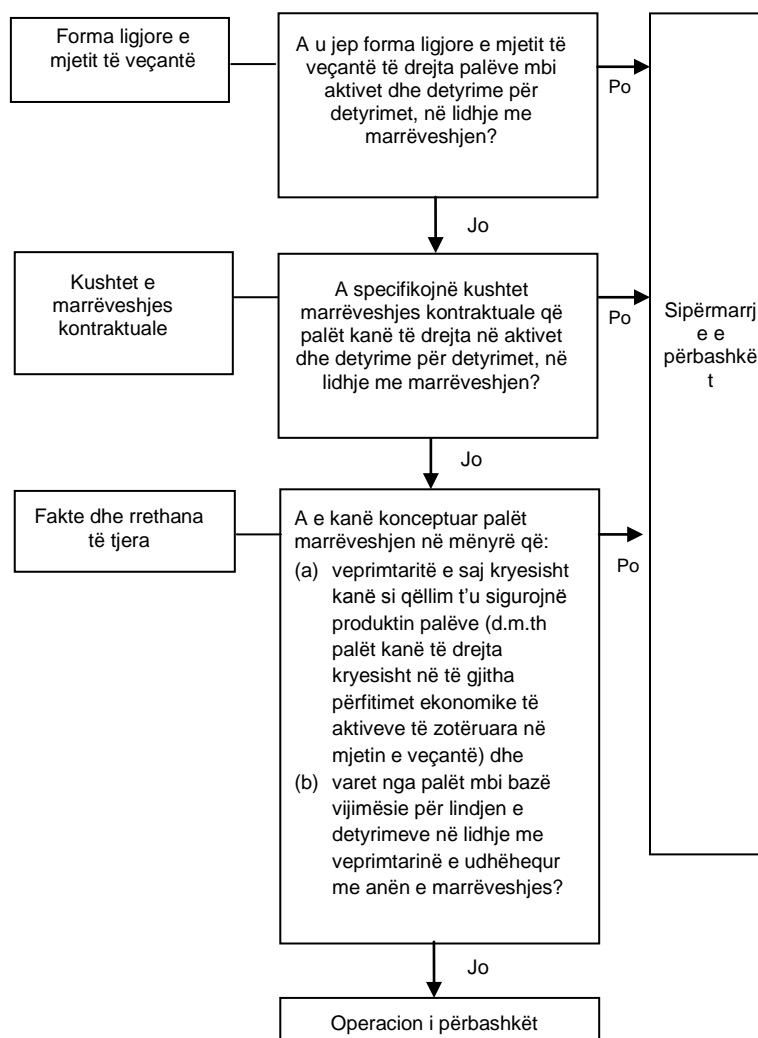 Forma ligjore e
mjetit të veçantë
A u jep forma ligjore e mjetit të
veçantë të drejta palëve mbi
aktivet dhe detyrime për
detyrimet, në lidhje me
marrëveshjen?
Po
Jo
Kushtet e
marrëveshjes
kontraktuale
A specifikojnë kushtet
marrëveshjes kontraktuale që
palët kanë të drejta në aktivet
dhe detyrime për detyrimet, në
lidhje me marrëveshjen?
Po
Sipërmarrj
e e
përbashkë
t
Jo
Fakte dhe rrethana
të tjera
A e kanë konceptuar palët
marrëveshjen në mënyrë që:
(a) veprimtaritë e saj kryesisht
kanë si qëllim t’u sigurojnë
produktin palëve (d.m.th
palët kanë të drejta
kryesisht në të gjitha
përfitimet ekonomike të
aktiveve të zotëruara në
mjetin e veçantë) dhe
(b) varet nga palët mbi bazë
vijimësie për lindjen e
detyrimeve në lidhje me
veprimtarinë e udhëhequr
me anën e marrëveshjes?
Po
Jo
Operacion i përbashkët